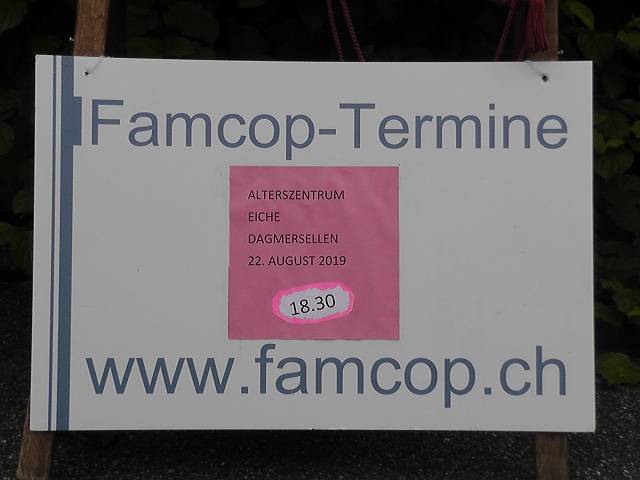 Famcop-Termine
ALTERSZENTRUM
EICHE
DAGMERSELLEN
22. AUGUST 2019
18.30
www.famcop.ch